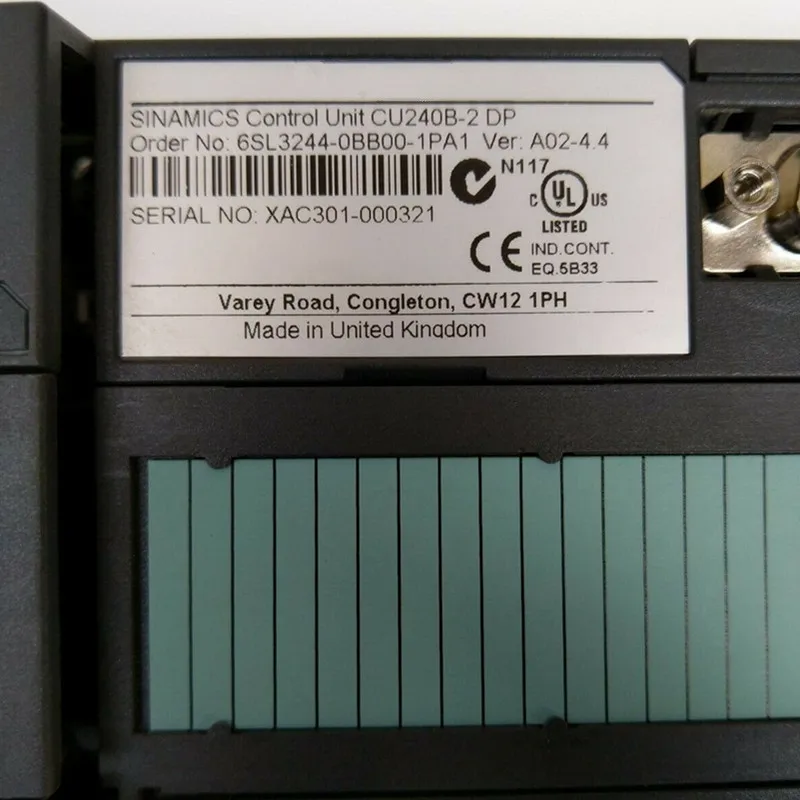 SINAMICS Control Unit CU240B-2 DP
Order No: 6SL3244-0BB00-1PA1 Ver: A02-4.4
N117
C UL US
LISTED
SERIAL NO: XAC301-000321
CE IND.CONT.
EQ.5B33
Varey Road, Congleton, CW12 1PH
Made in United Kingdom